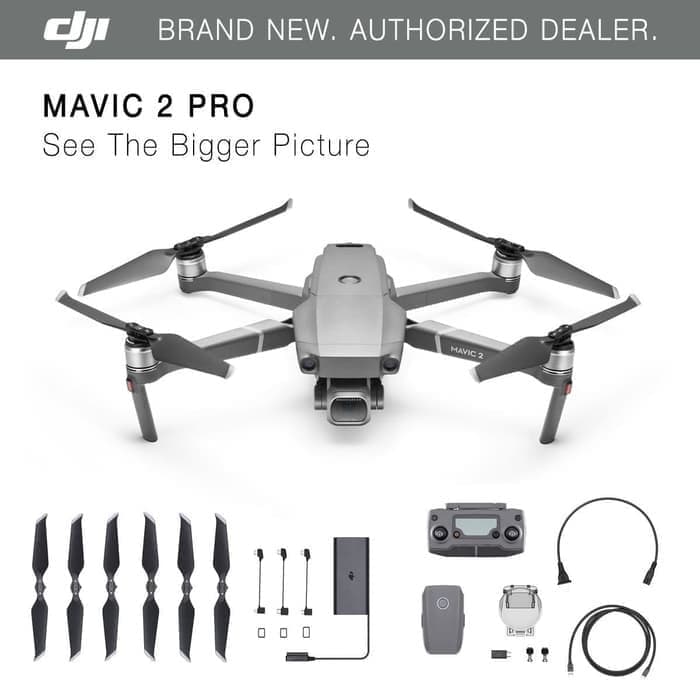 dji BRAND NEW. AUTHORIZED DEALER.
MAVIC 2 PRO
See The Bigger Picture
MAVIC 2